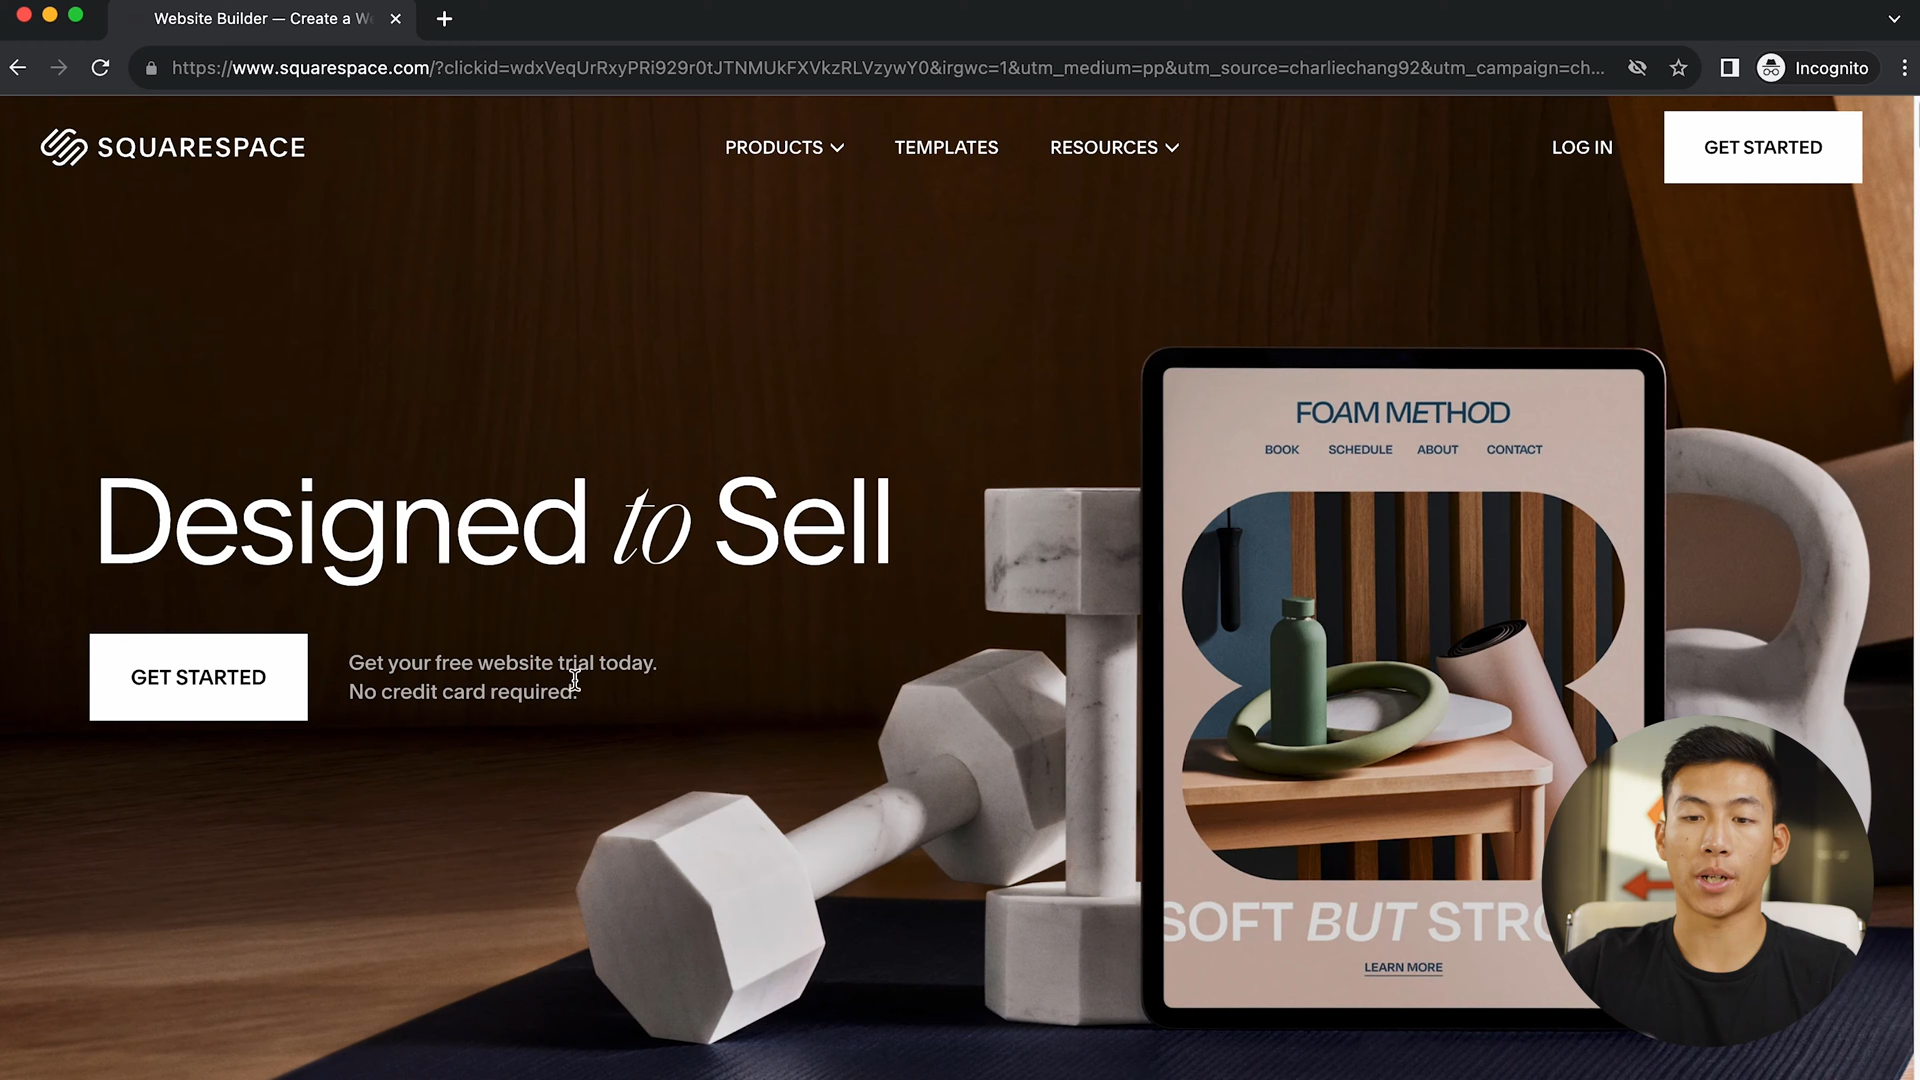 Website Builder — Create a We
https://www.squarespace.com/?clickid=wdxVeqUrRxyPRi929r0tJTNMUkFXVkzRLVzywY0&irgwc=1&utm_medium=pp&utm_source=charliechang92&utm_campaign=ch...
Incognito
SQUARESPACE
PRODUCTS
TEMPLATES
RESOURCES
LOG IN
GET STARTED
Designed to Sell
GET STARTED
Get your free website trial today.
No credit card required.
FOAM METHOD
BOOK SCHEDULE ABOUT CONTACT
SOFT BUT STRO
LEARN MORE